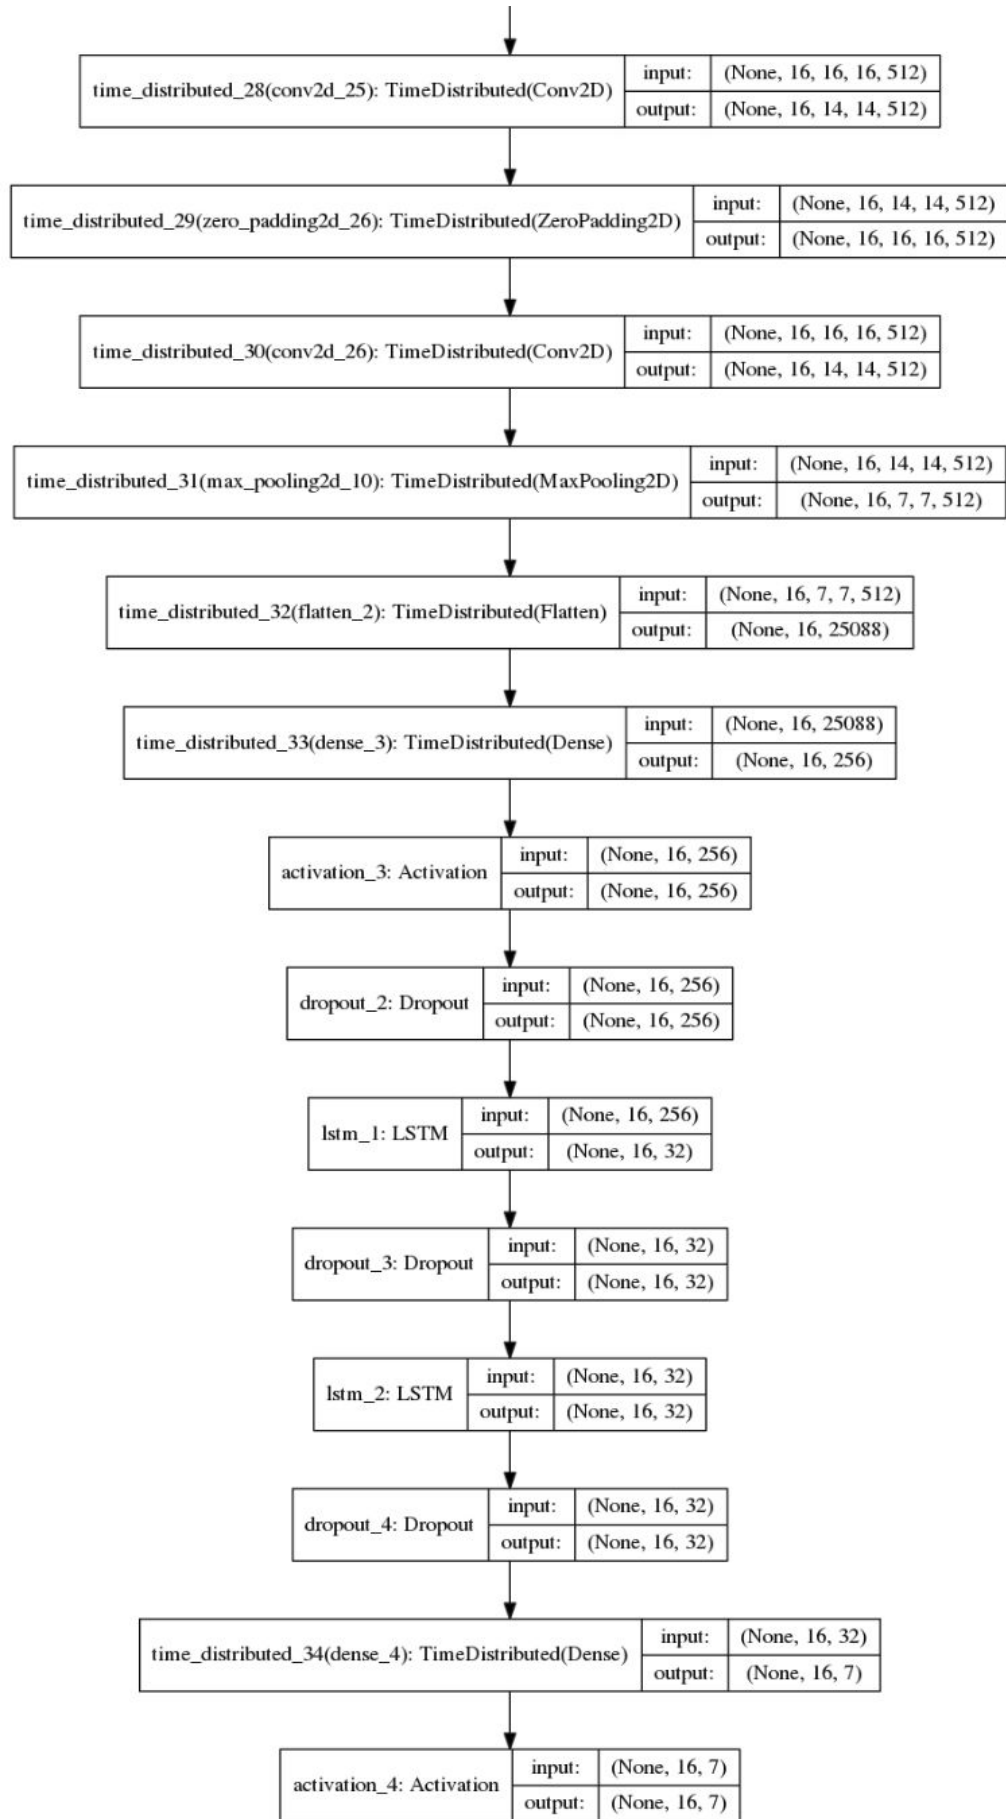 time_distributed_28(conv2d_25): TimeDistributed(Conv2D)
input: (None, 16, 16, 16, 512)
output: (None, 16, 14, 14, 512)
time_distributed_29(zero_padding2d_26): TimeDistributed(ZeroPadding2D)
input: (None, 16, 14, 14, 512)
output: (None, 16, 16, 16, 512)
time_distributed_30(conv2d_26): TimeDistributed(Conv2D)
input: (None, 16, 16, 16, 512)
output: (None, 16, 14, 14, 512)
time_distributed_31(max_pooling2d_10): TimeDistributed(MaxPooling2D)
input: (None, 16, 14, 14, 512)
output: (None, 16, 7, 7, 512)
time_distributed_32(flatten_2): TimeDistributed(Flatten)
input: (None, 16, 7, 7, 512)
output: (None, 16, 25088)
time_distributed_33(dense_3): TimeDistributed(Dense)
input: (None, 16, 25088)
output: (None, 16, 256)
activation_3: Activation
input: (None, 16, 256)
output: (None, 16, 256)
dropout_2: Dropout
input: (None, 16, 256)
output: (None, 16, 256)
lstm_1: LSTM
input: (None, 16, 256)
output: (None, 16, 32)
dropout_3: Dropout
input: (None, 16, 32)
output: (None, 16, 32)
lstm_2: LSTM
input: (None, 16, 32)
output: (None, 16, 32)
dropout_4: Dropout
input: (None, 16, 32)
output: (None, 16, 32)
time_distributed_34(dense_4): TimeDistributed(Dense)
input: (None, 16, 32)
output: (None, 16, 7)
activation_4: Activation
input: (None, 16, 7)
output: (None, 16, 7)